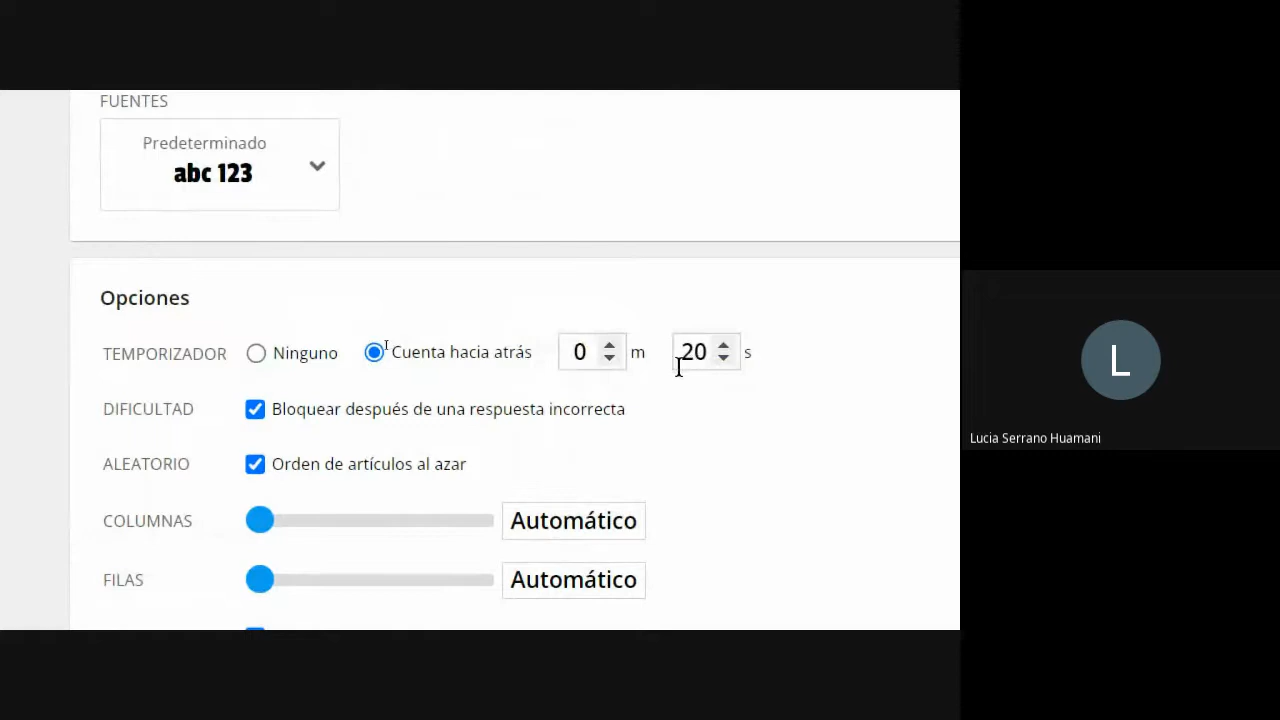 FUENTES
Predeterminado
abc 123
Opciones
TEMPORIZADOR Ninguno Cuenta hacia atrás 0 m 20 s
DIFICULTAD Bloquear después de una respuesta incorrecta
ALEATORIO Orden de artículos al azar
COLUMNAS Automático
FILAS Automático
L
Lucia Serrano Huamani